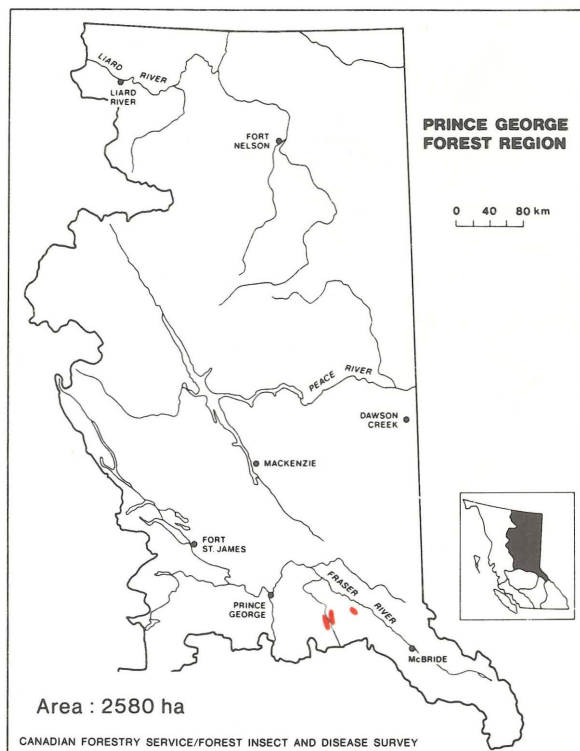 LIARD RIVER
LIARD
RIVER
FORT
NELSON
PRINCE GEORGE
FOREST REGION
0 40 80 km
PEACE RIVER
DAWSON
CREEK
MACKENZIE
FORT
ST. JAMES
FRASER RIVER
PRINCE
GEORGE
McBRIDE
Area : 2580 ha
CANADIAN FORESTRY SERVICE/FOREST INSECT AND DISEASE SURVEY